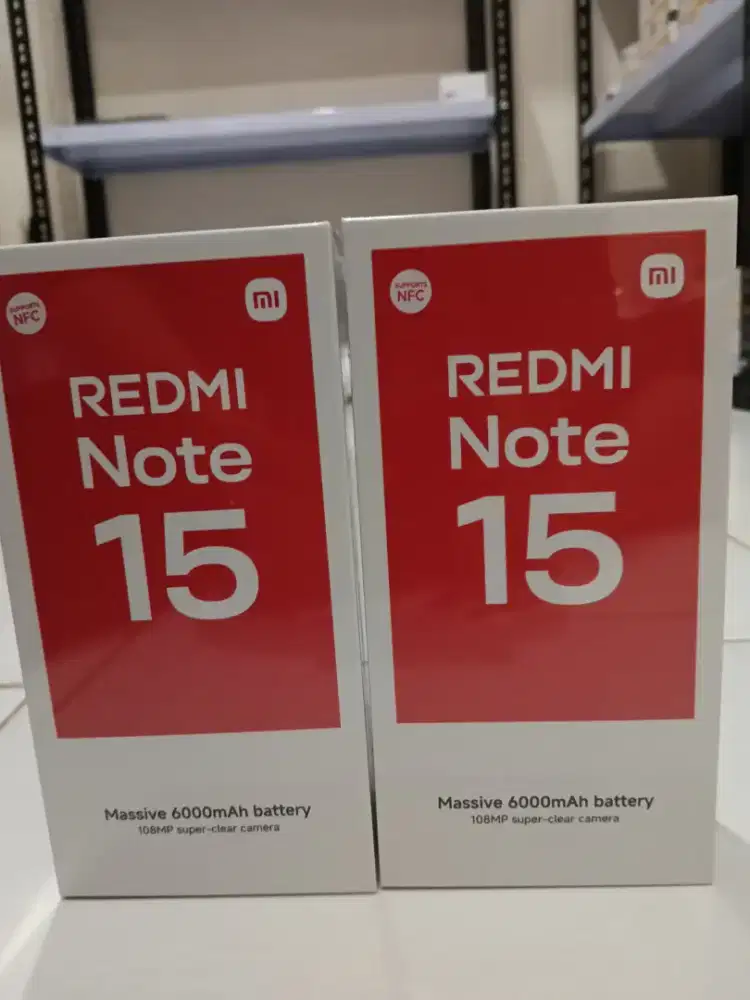 SUPPORTS
NFC
mi
REDMI
Note
15
Massive 6000mAh battery
108MP super-clear camera
SUPPORTS
NFC
mi
REDMI
Note
15
Massive 6000mAh battery
108MP super-clear camera